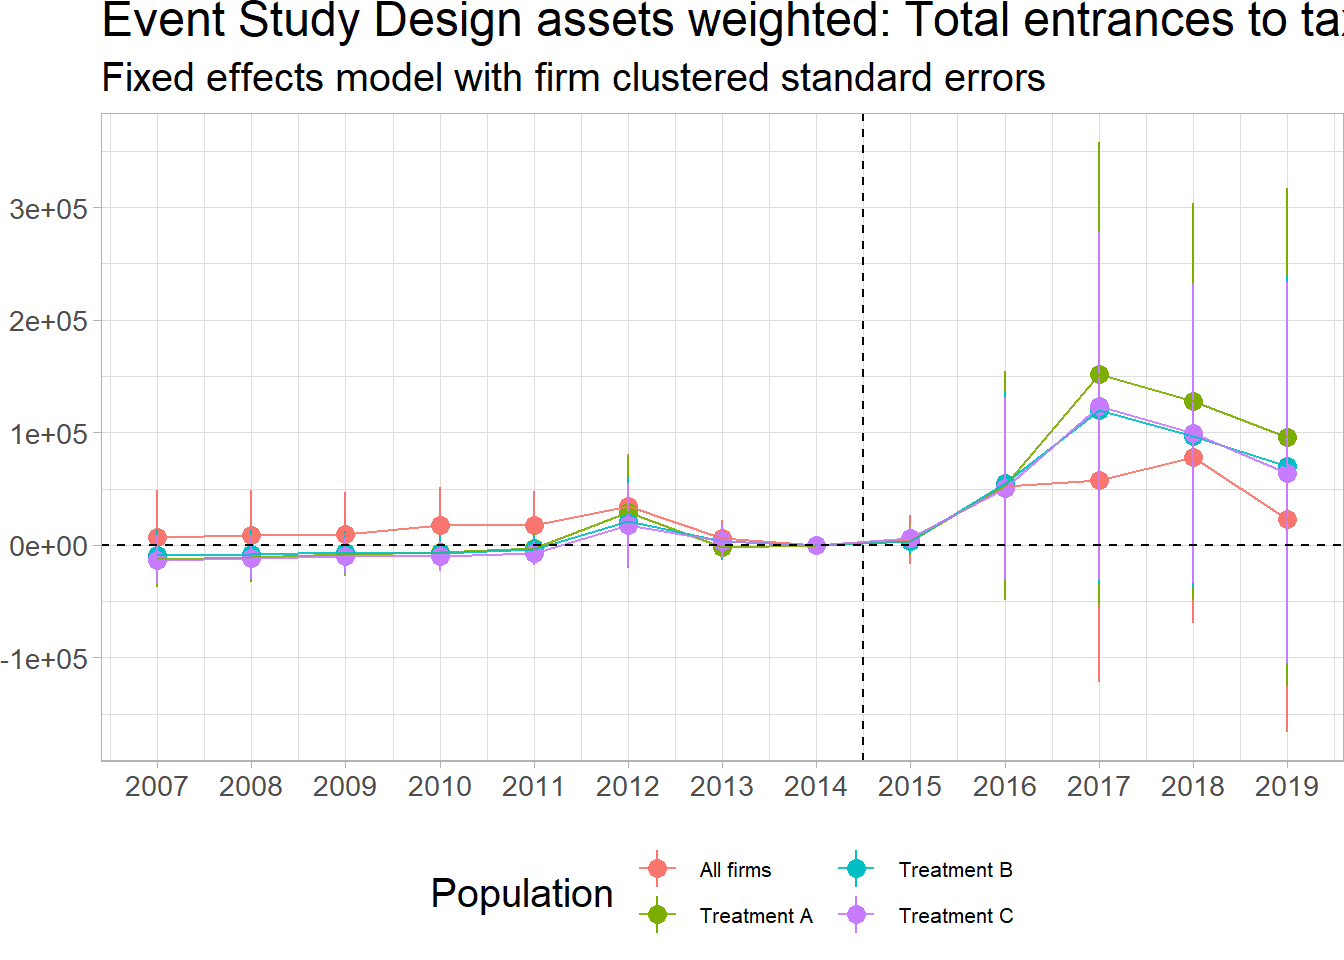 Event Study Design assets weighted: Total entrances to
Fixed effects model with firm clustered standard errors
3e+05
2e+05
1e+05
0e+00
-1e+05
2007 2008 2009 2010 2011 2012 2013 2014 2015 2016 2017 2018 2019
Population
All firms
Treatment A
Treatment B
Treatment C